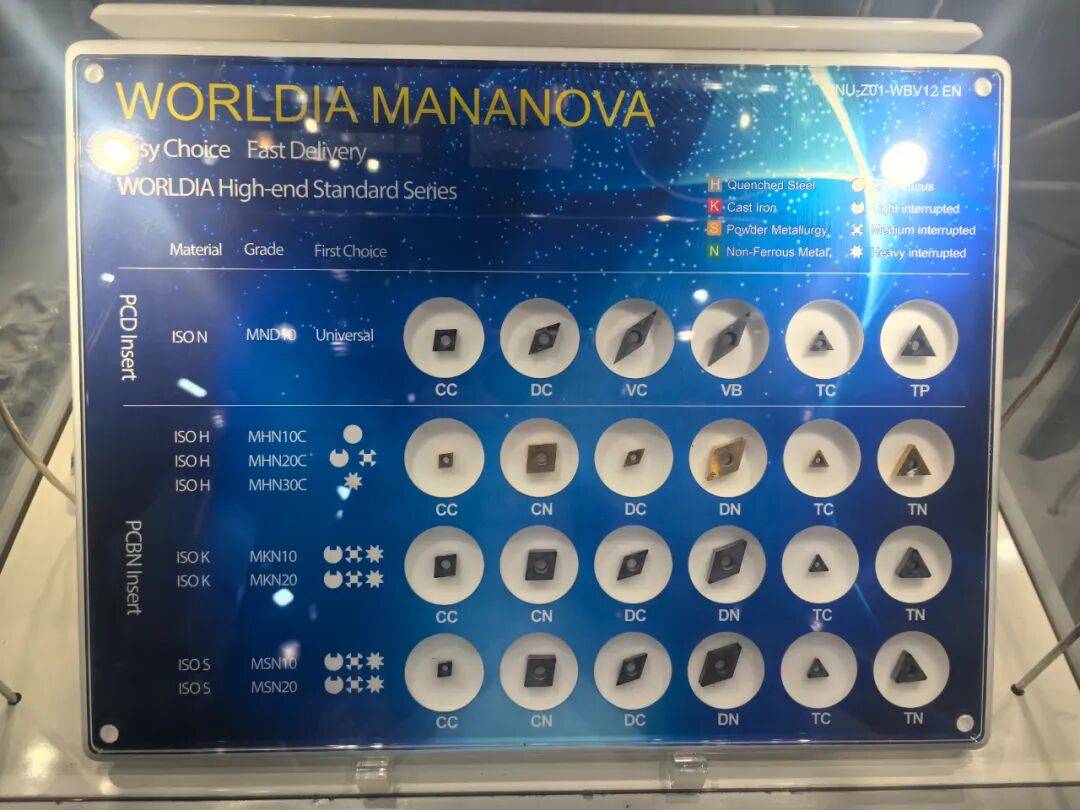 WORLDIA MANANOVA
NU-Z01-WBV12 EN
Choice Fast Delivery
WORLDIA High-end Standard Series
H Quenched Steel
K Cast Iron Light interrupted
S Powder Metallurgy Medium interrupted
N Non-Ferrous Metal Heavy interrupted
Material Grade First Choice
PCD Insert
ISO N MND10 Universal
CC DC VC VB TC TP
PCBN Insert
ISO H MHN10C
ISO H MHN20C
ISO H MHN30C
CC CN DC DN TC TN
ISO K MKN10
ISO K MKN20
CC CN DC DN TC TN
ISO S MSN10
ISO S MSN20
CC CN DC DN TC TN